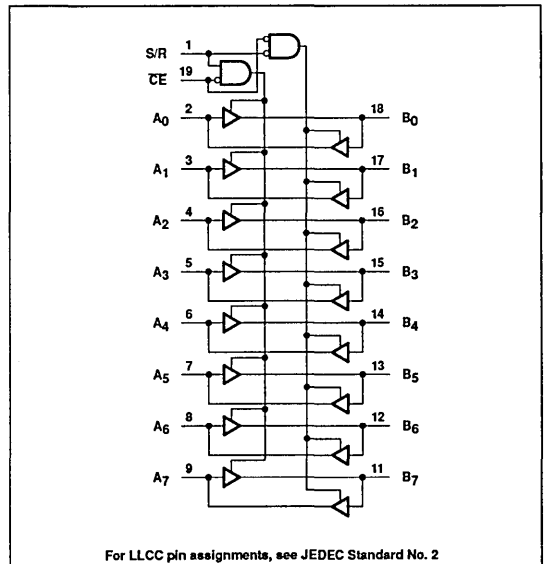 S/R 1
CE 19
A0 2 18 B0
A1 3 17 B1
A2 4 16 B2
A3 5 15 B3
A4 6 14 B4
A5 7 13 B5
A6 8 12 B6
A7 9 11 B7
For LLCC pin assignments, see JEDEC Standard No. 2